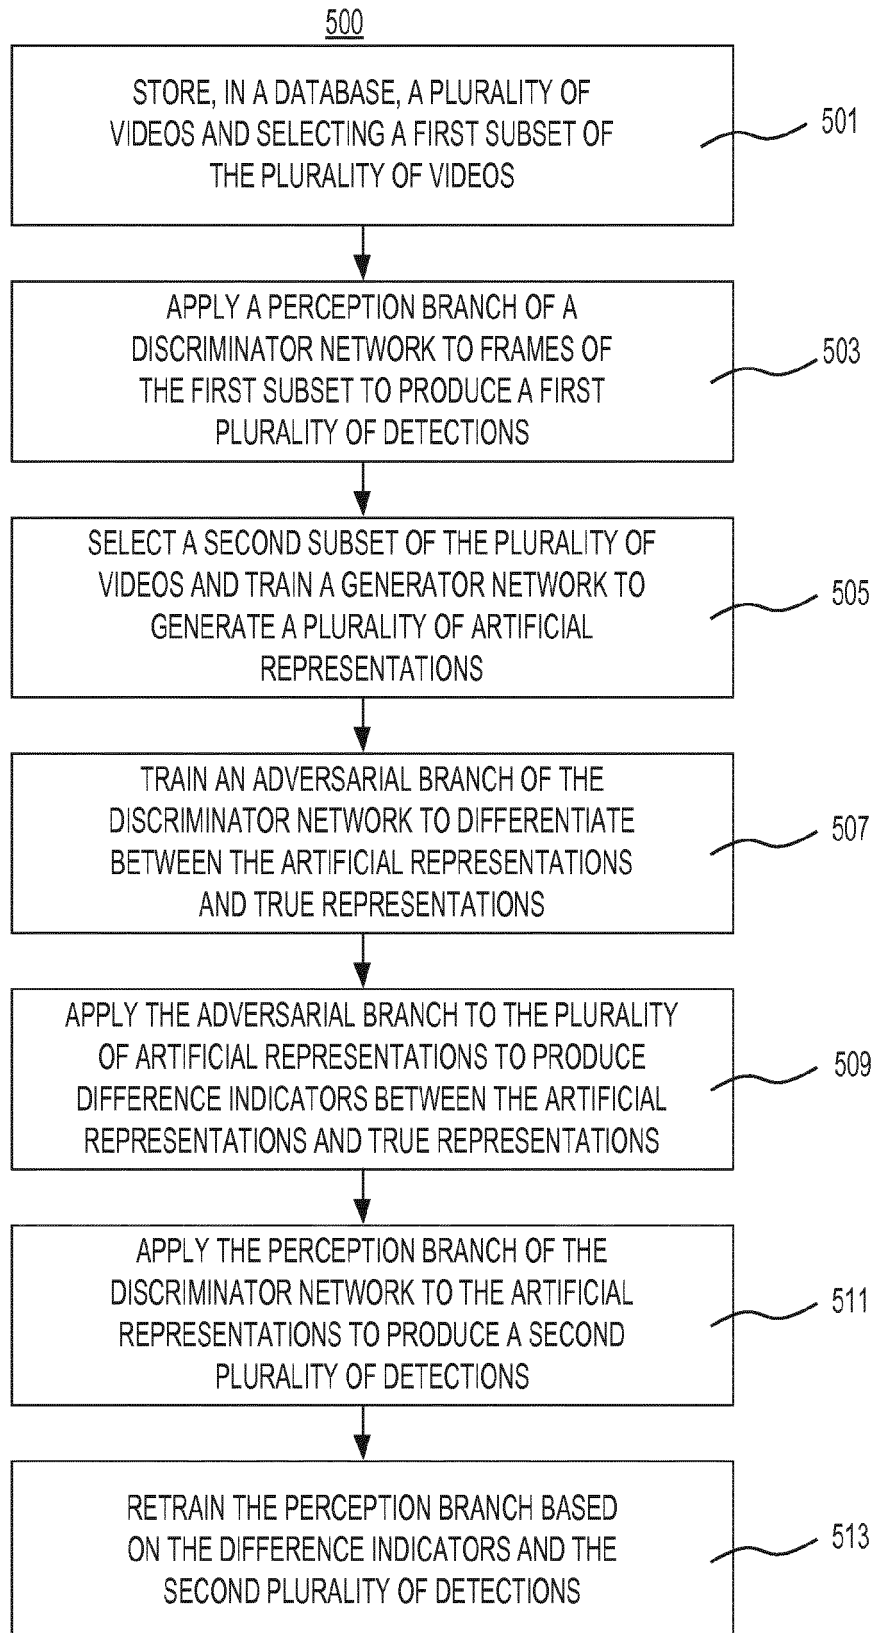 500
STORE, IN A DATABASE, A PLURALITY OF
VIDEOS AND SELECTING A FIRST SUBSET OF
THE PLURALITY OF VIDEOS
501
APPLY A PERCEPTION BRANCH OF A
DISCRIMINATOR NETWORK TO FRAMES OF
THE FIRST SUBSET TO PRODUCE A FIRST
PLURALITY OF DETECTIONS
503
SELECT A SECOND SUBSET OF THE PLURALITY OF
VIDEOS AND TRAIN A GENERATOR NETWORK TO
GENERATE A PLURALITY OF ARTIFICIAL
REPRESENTATIONS
505
TRAIN AN ADVERSARIAL BRANCH OF THE
DISCRIMINATOR NETWORK TO DIFFERENTIATE
BETWEEN THE ARTIFICIAL REPRESENTATIONS
AND TRUE REPRESENTATIONS
507
APPLY THE ADVERSARIAL BRANCH TO THE PLURALITY
OF ARTIFICIAL REPRESENTATIONS TO PRODUCE
DIFFERENCE INDICATORS BETWEEN THE ARTIFICIAL
REPRESENTATIONS AND TRUE REPRESENTATIONS
509
APPLY THE PERCEPTION BRANCH OF THE
DISCRIMINATOR NETWORK TO THE ARTIFICIAL
REPRESENTATIONS TO PRODUCE A SECOND
PLURALITY OF DETECTIONS
511
RETRAIN THE PERCEPTION BRANCH BASED
ON THE DIFFERENCE INDICATORS AND THE
SECOND PLURALITY OF DETECTIONS
513